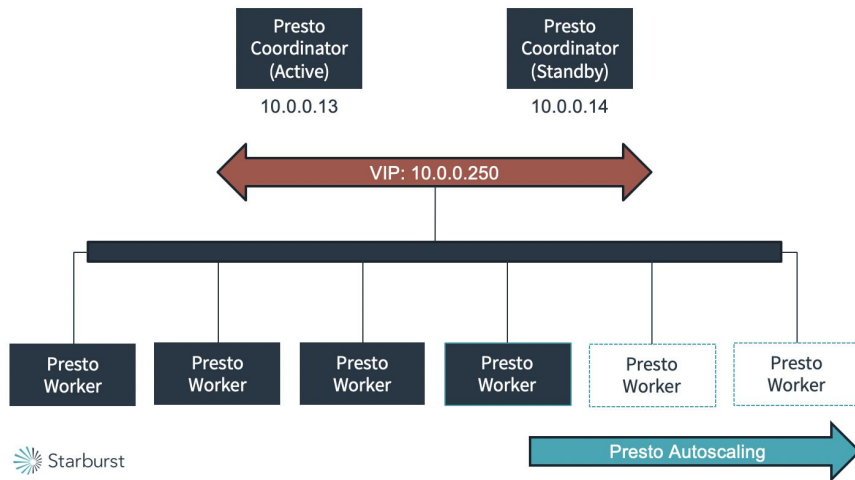 Presto
Coordinator
(Active)
Presto
Coordinator
(Standby)
10.0.0.13
10.0.0.14
VIP: 10.0.0.250
Presto
Worker
Presto
Worker
Presto
Worker
Presto
Worker
Presto
Worker
Presto
Worker
Starburst
Presto Autoscaling